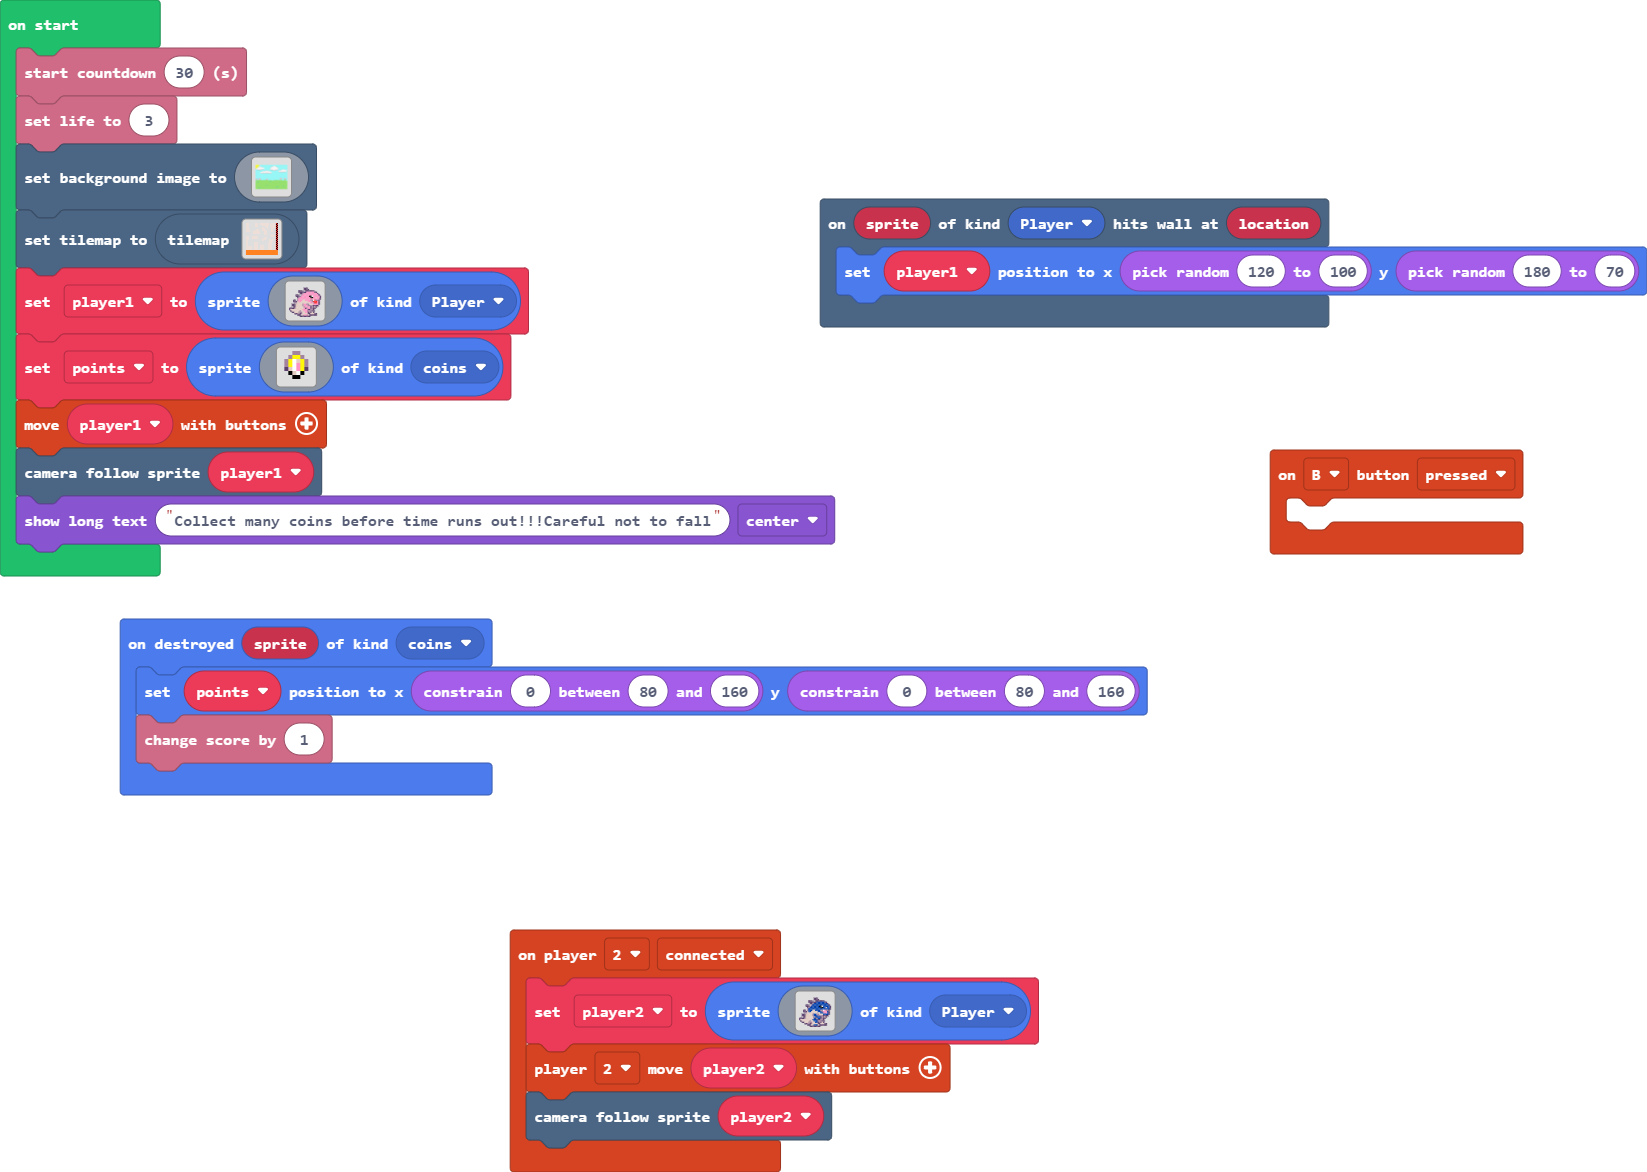 on start
start countdown 30 (s)
set life to 3
set background image to
set tilemap to tilemap
set player1 to sprite of kind Player
set points to sprite of kind coins
move player1 with buttons
camera follow sprite player1
show long text "Collect many coins before time runs out!!!Careful not to fall" center
on sprite of kind Player hits wall at location
set player1 position to x pick random 120 to 100 y pick random 180 to 70
on B button pressed
on destroyed sprite of kind coins
set points position to x constrain 0 between 80 and 160 y constrain 0 between 80 and 160
change score by 1
on player 2 connected
set player2 to sprite of kind Player
player 2 move player2 with buttons
camera follow sprite player2